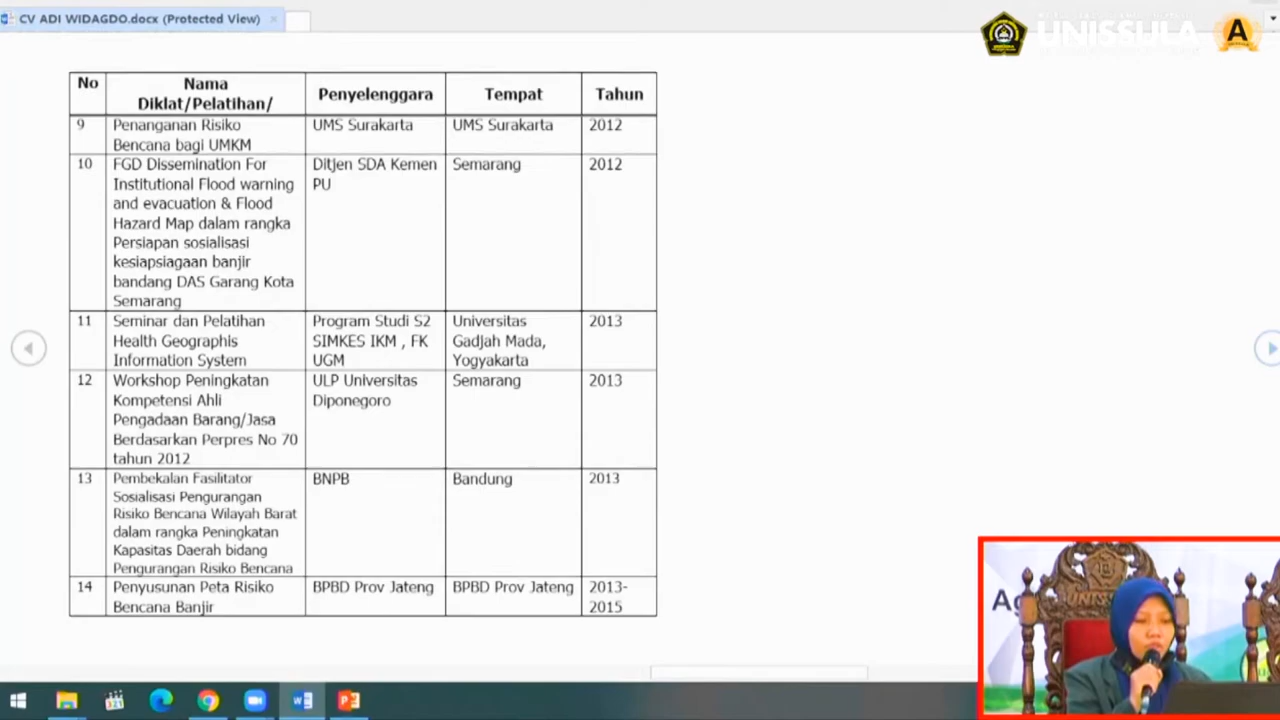 CV ADI WIDAGDO.docx (Protected View)
UNISSULA
A
No
Nama
Diklat/Pelatihan/
Penyelenggara
Tempat
Tahun
9
Penanganan Risiko
Bencana bagi UMKM
UMS Surakarta
UMS Surakarta
2012
10
FGD Dissemination For
Institutional Flood warning
and evacuation & Flood
Hazard Map dalam rangka
Persiapan sosialisasi
kesiapsiagaan banjir
bandang DAS Garang Kota
Semarang
Ditjen SDA Kemen
PU
Semarang
2012
11
Seminar dan Pelatihan
Health Geographis
Information System
Program Studi S2
SIMKES IKM , FK
UGM
Universitas
Gadjah Mada,
Yogyakarta
2013
12
Workshop Peningkatan
Kompetensi Ahli
Pengadaan Barang/Jasa
Berdasarkan Perpres No 70
tahun 2012
ULP Universitas
Diponegoro
Semarang
2013
13
Pembekalan Fasilitator
Sosialisasi Pengurangan
Risiko Bencana Wilayah Barat
dalam rangka Peningkatan
Kapasitas Daerah bidang
Pengurangan Risiko Bencana
BNPB
Bandung
2013
14
Penyusunan Peta Risiko
Bencana Banjir
BPBD Prov Jateng
BPBD Prov Jateng
2013-
2015